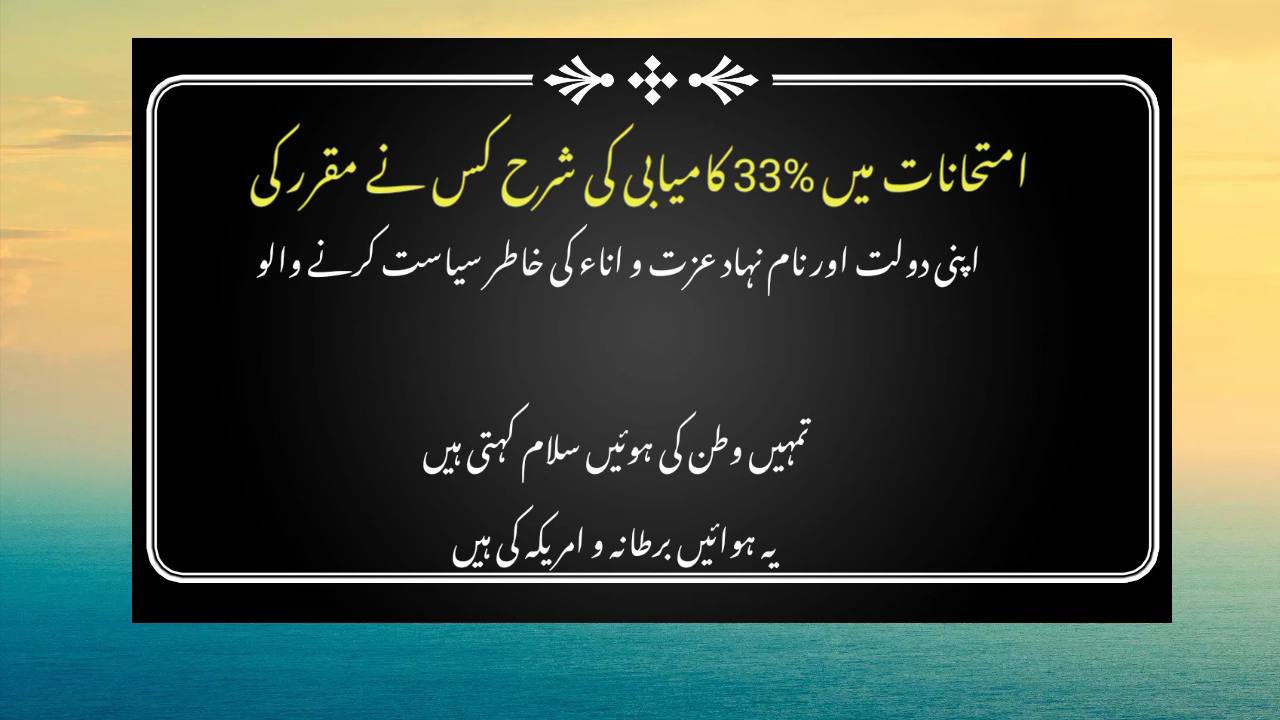 امتحانات میں 33% کامیابی کی شرح کس نے مقرر کی
اپنی دولت اور نام نہاد عزت و اناء کی خاطر سیاست کرنے والو
تمہیں وطن کی ہوئیں سلام کہتی ہیں
یہ ہوائیں برطانہ و امریکہ کی ہیں